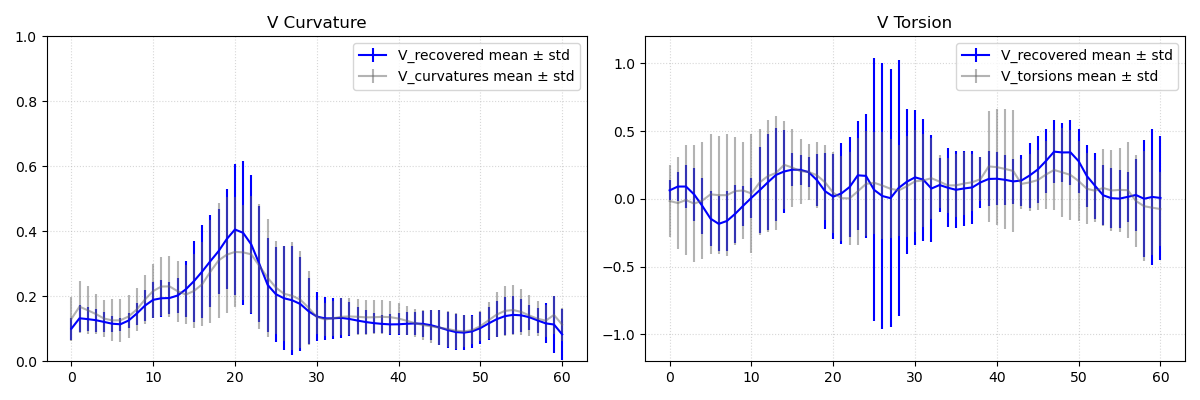 V Curvature
1.0
0.8
0.6
0.4
0.2
0.0
0 10 20 30 40 50 60
V_recovered mean ± std
V_curvatures mean ± std
V Torsion
1.0
0.5
0.0
−0.5
−1.0
0 10 20 30 40 50 60
V_recovered mean ± std
V_torsions mean ± std